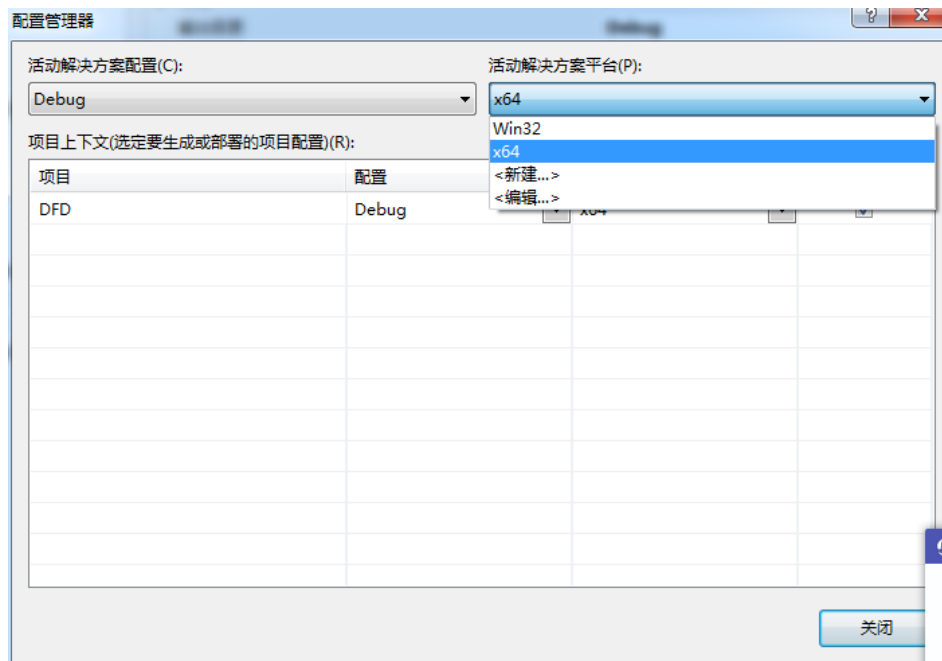 配置管理器
活动解决方案配置(C):
活动解决方案平台(P):
Debug
x64
Win32
x64
<新建...>
<编辑...>
项目上下文(选定要生成或部署的项目配置)(R):
项目
配置
DFD
Debug
x64
关闭